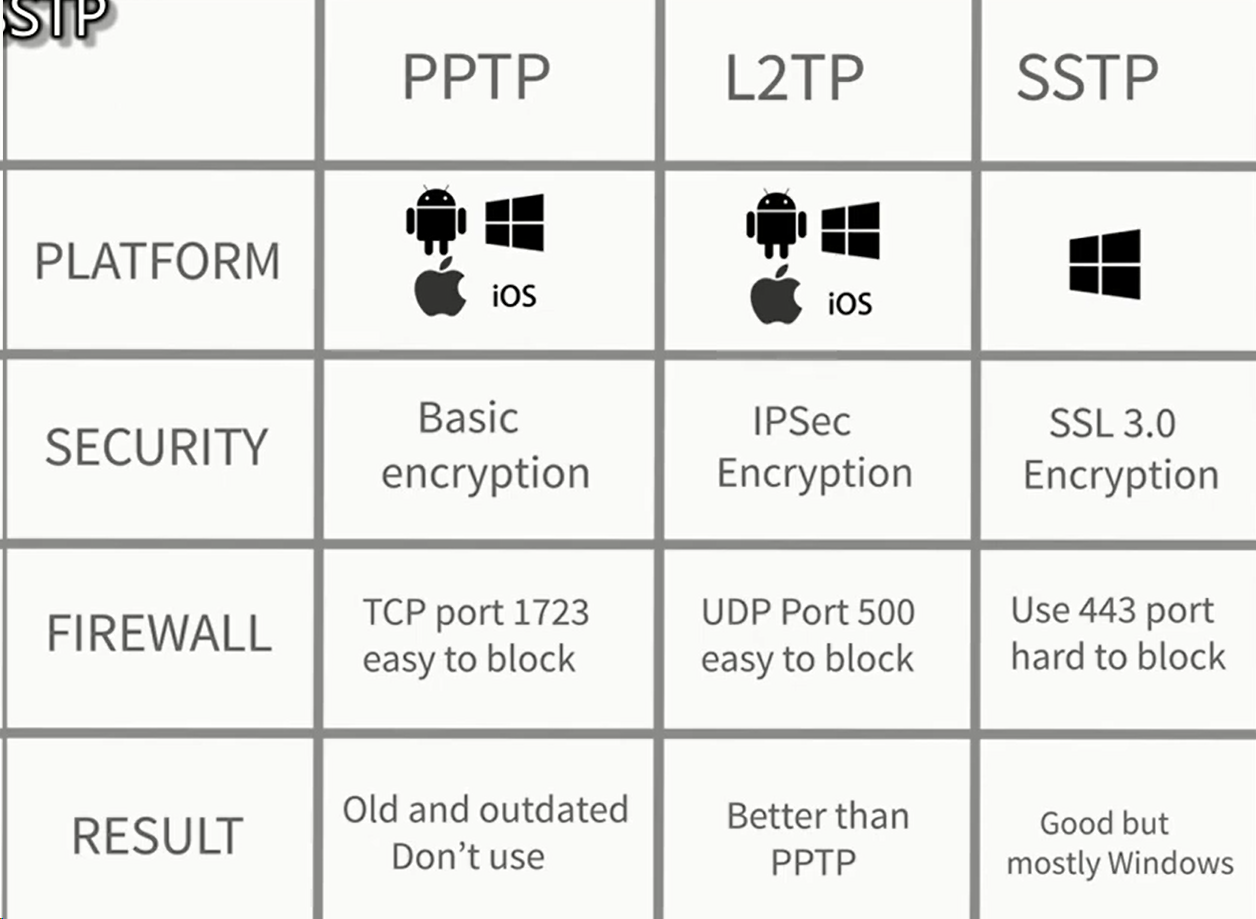 SSTP
PPTP
L2TP
SSTP
PLATFORM
iOS
iOS
SECURITY
Basic
encryption
IPSec
Encryption
SSL 3.0
Encryption
FIREWALL
TCP port 1723
easy to block
UDP Port 500
easy to block
Use 443 port
hard to block
RESULT
Old and outdated
Don’t use
Better than
PPTP
Good but
mostly Windows